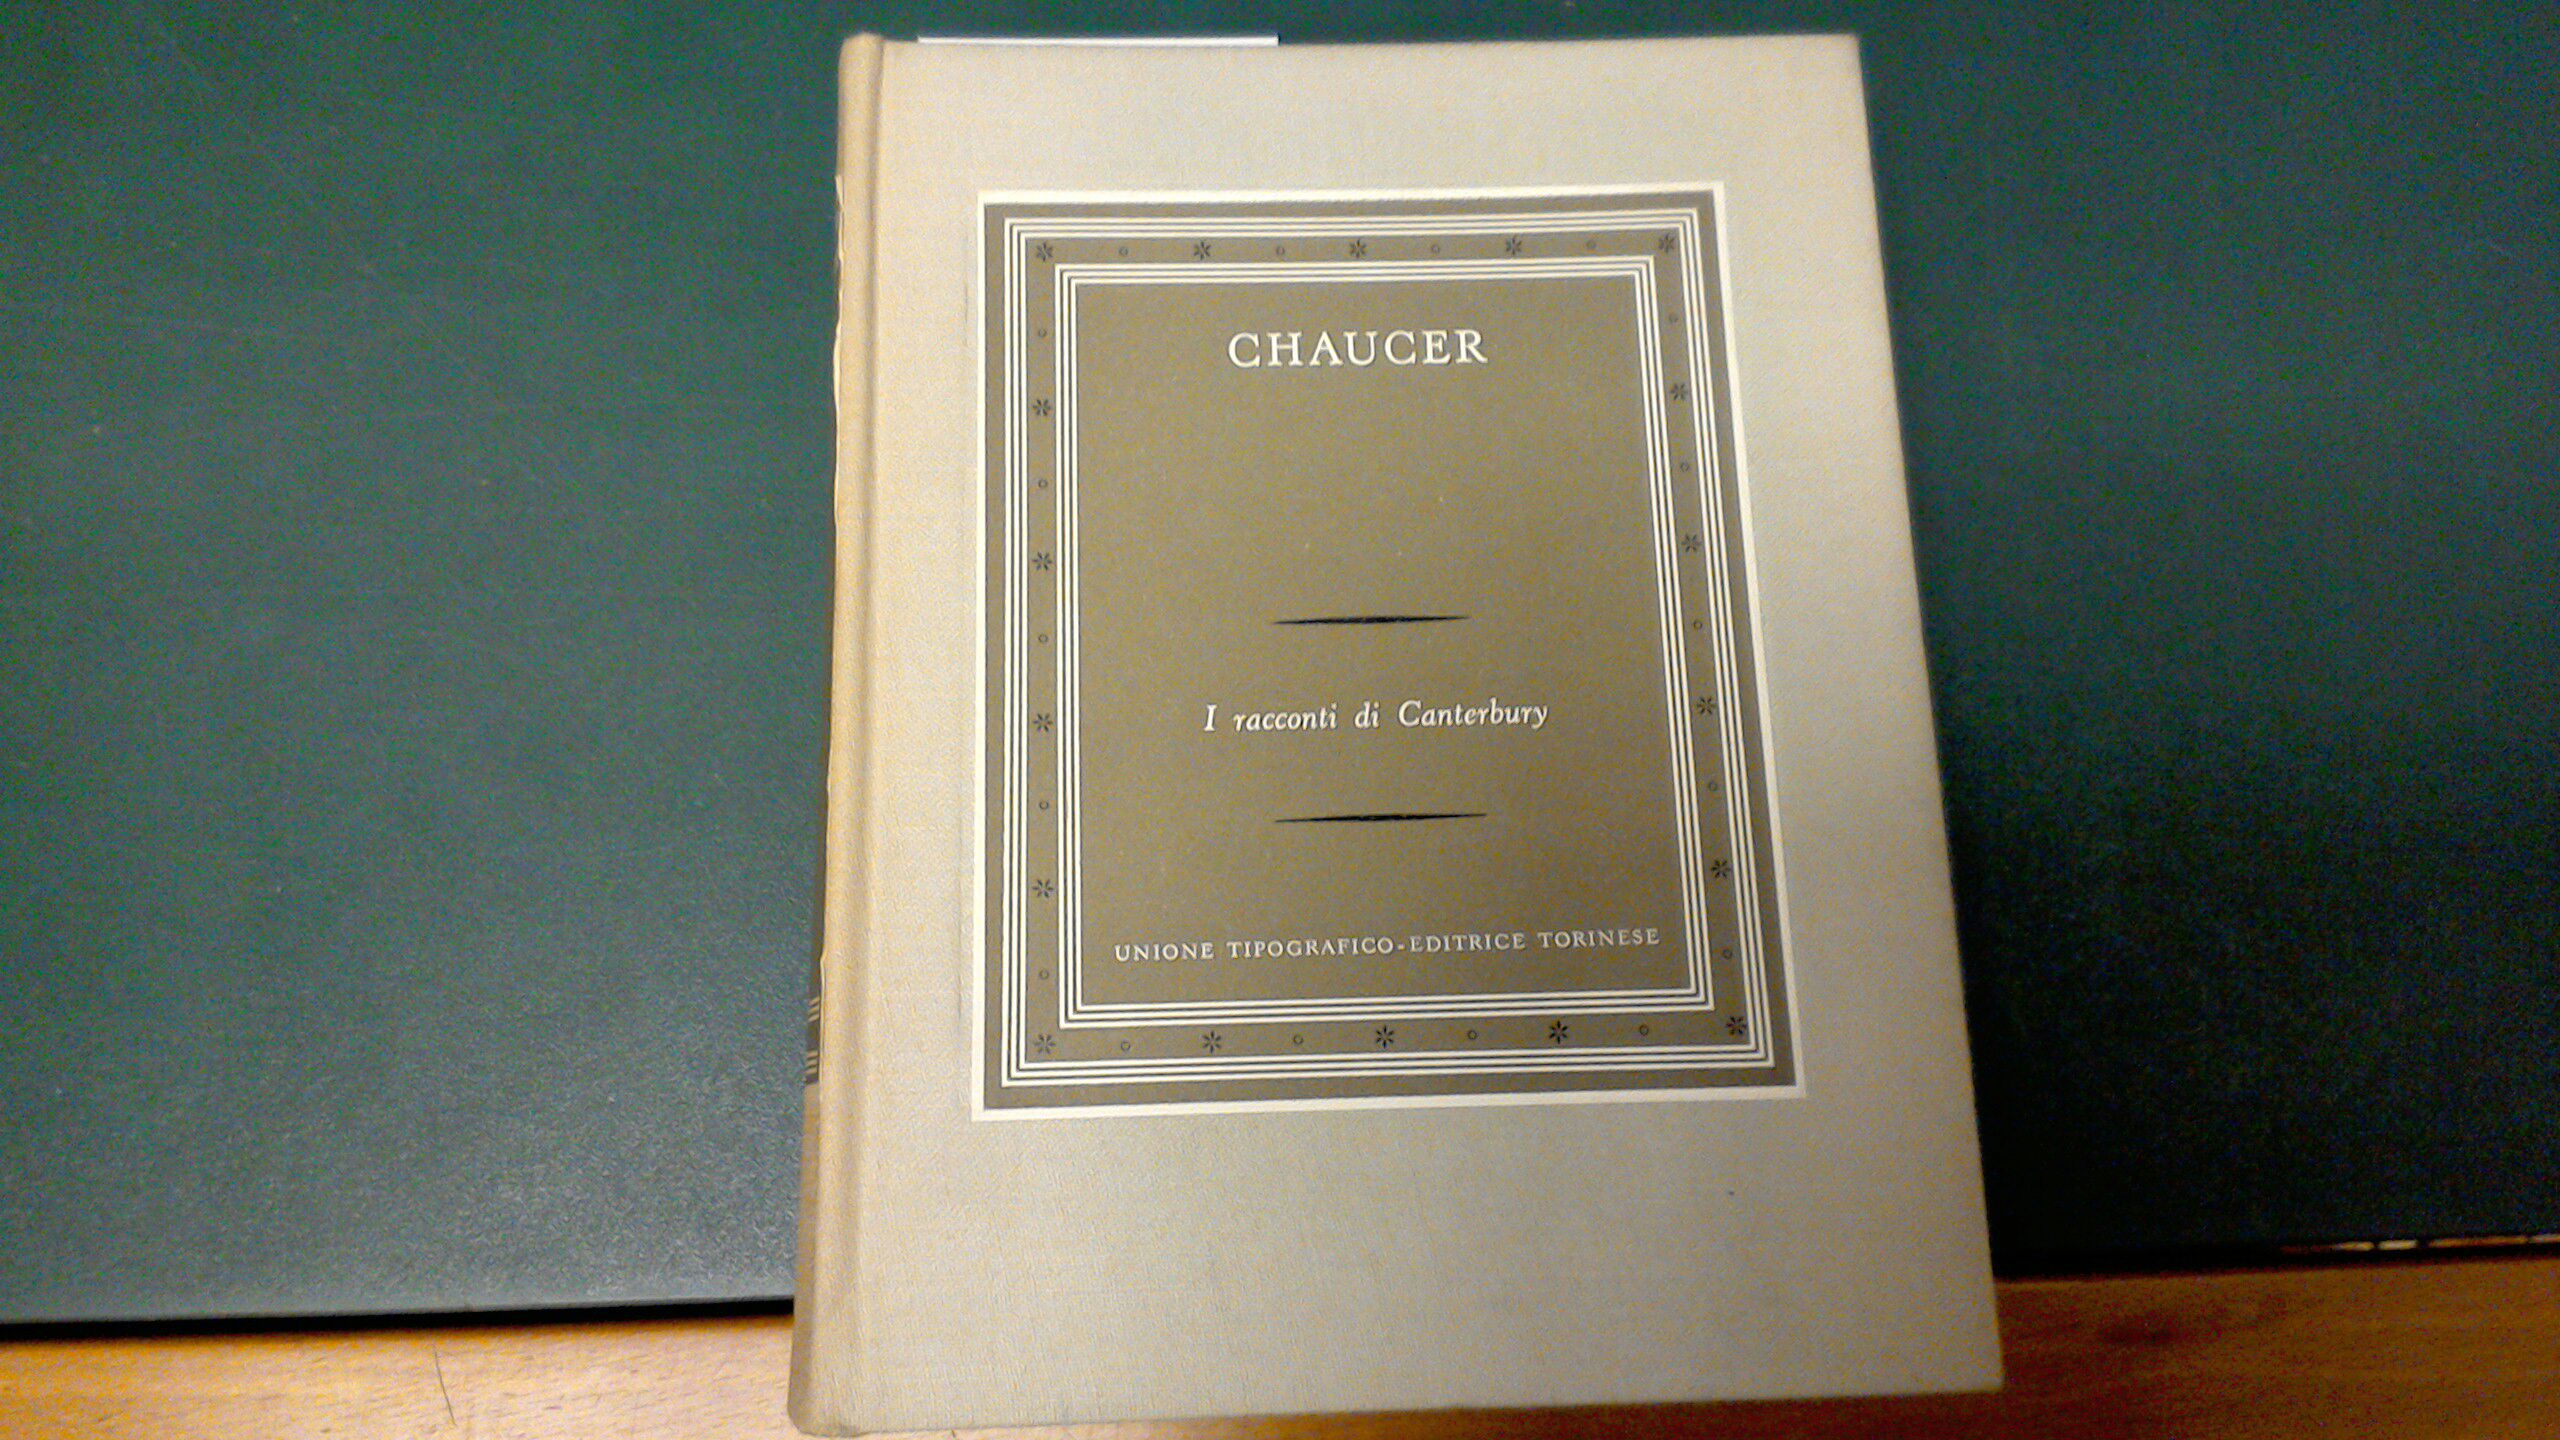 CHAUCER
I racconti di Canterbury
UNIONE TIPOGRAFICO-EDITRICE TORINESE